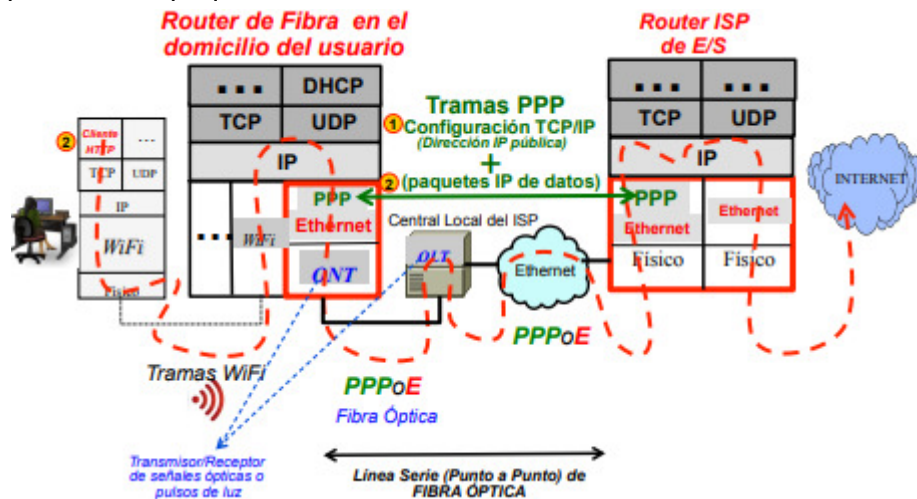 Router de Fibra en el
domicilio del usuario
Router ISP
de E/S
... DHCP
TCP UDP
IP
PPP
Ethernet
... WiFi
ONT
2
Cliente
HTTP
...
TCP UDP
IP
WiFi
Físico
Tramas PPP
1 Configuración TCP/IP
(Dirección IP pública)
+
2 (paquetes IP de datos)
Central Local del ISP
OLT
Ethernet
... ...
TCP UDP
IP
PPP
Ethernet Ethernet
Físico Físico
INTERNET
Tramas WiFi
PPPoE
Fibra Óptica
PPPoE
Transmisor/Receptor
de señales ópticas o
pulsos de luz
Línea Serie (Punto a Punto) de
FIBRA ÓPTICA